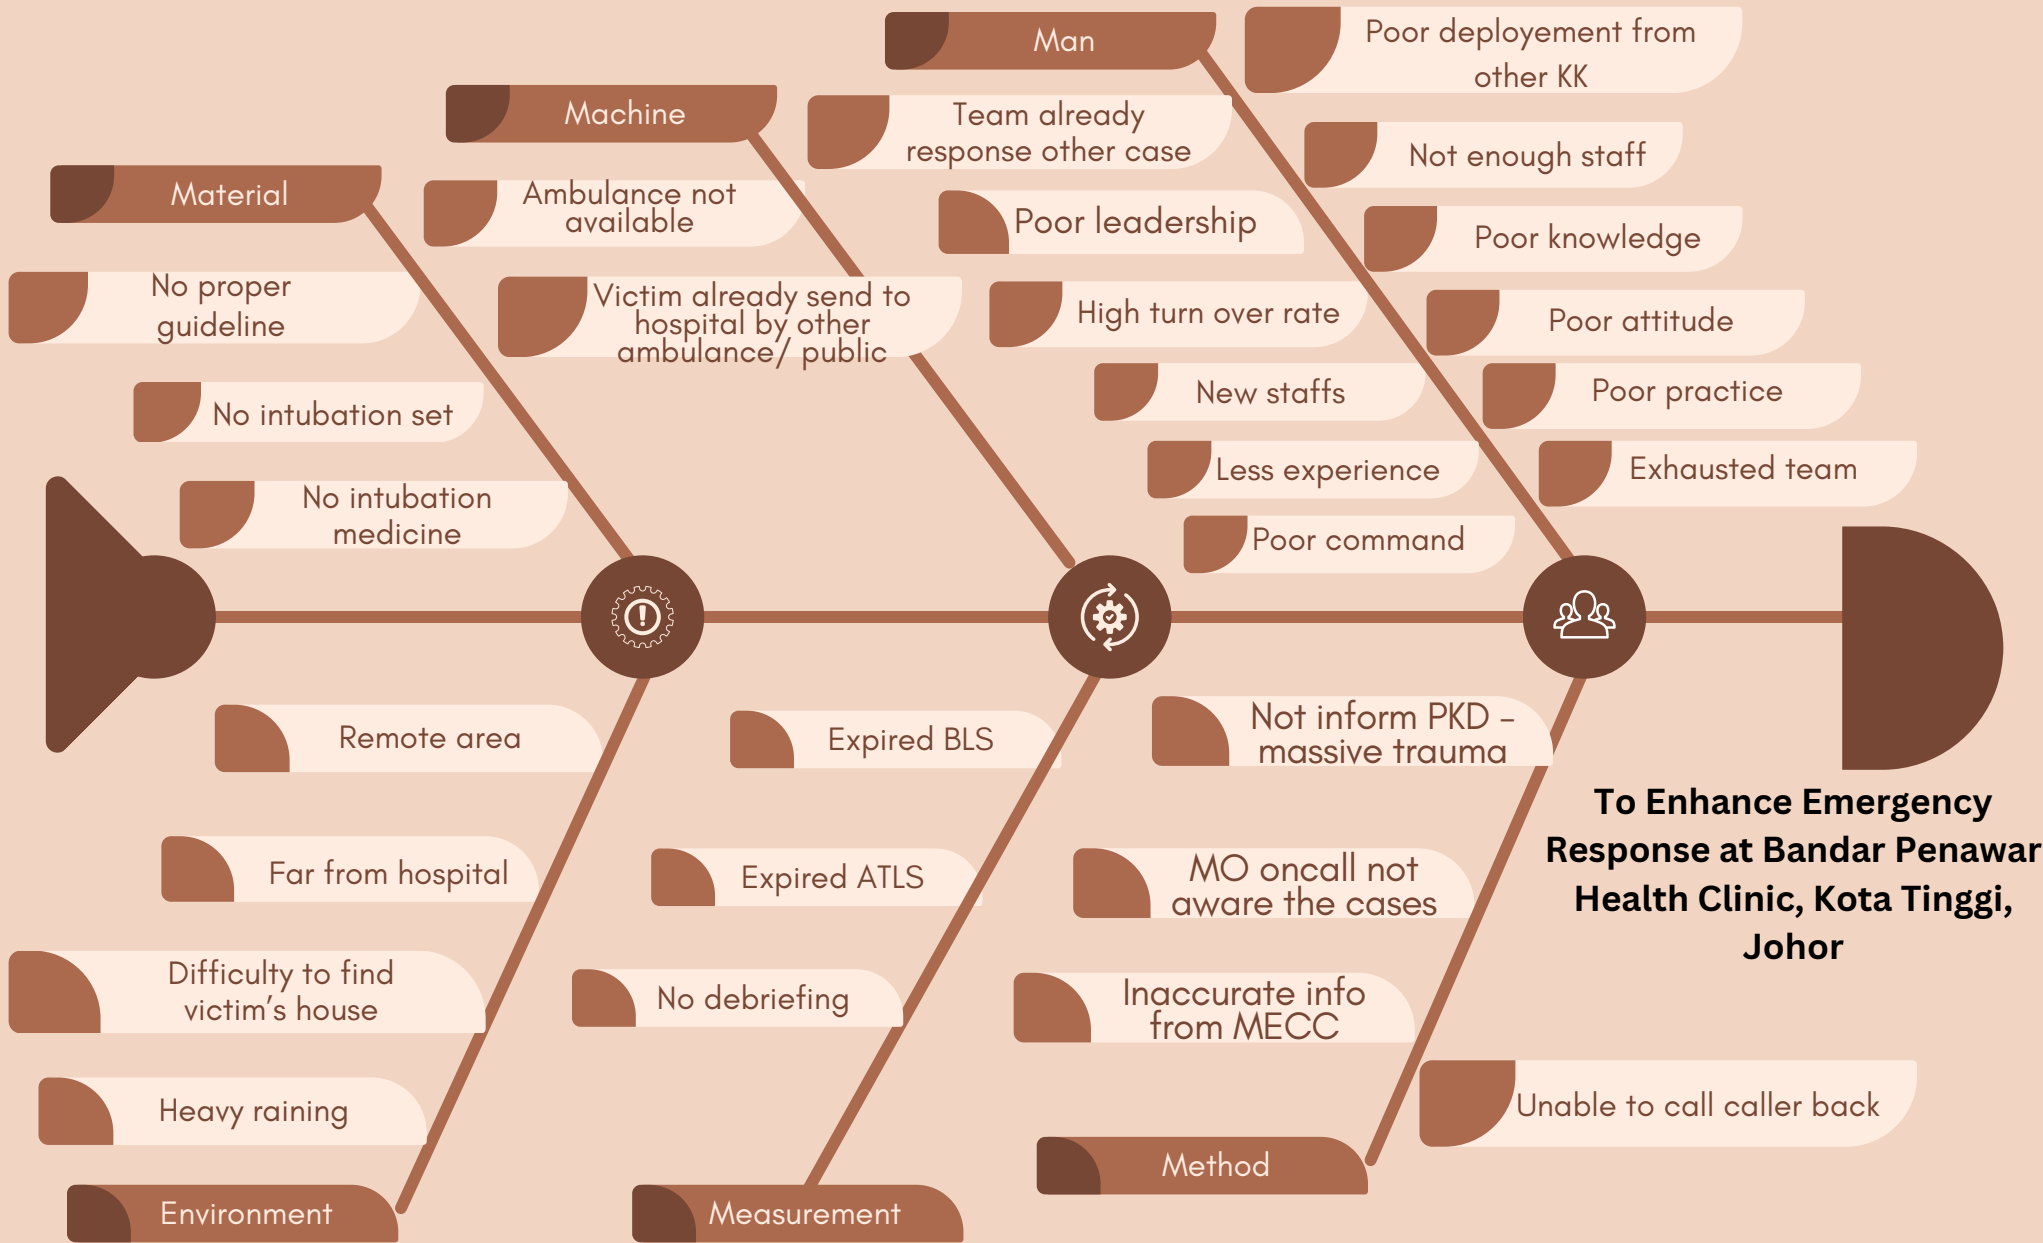 Man
Poor deployement from
other KK
Team already
response other case
Not enough staff
Poor leadership
Poor knowledge
High turn over rate
Poor attitude
New staffs
Poor practice
Less experience
Exhausted team
Poor command
Machine
Ambulance not
available
Victim already send to
hospital by other
ambulance/ public
Material
No proper
guideline
No intubation set
No intubation
medicine
Remote area
Far from hospital
Difficulty to find
victim's house
Heavy raining
Environment
Expired BLS
Expired ATLS
No debriefing
Measurement
Not inform PKD -
massive trauma
MO oncall not
aware the cases
Inaccurate info
from MECC
Unable to call caller back
Method
To Enhance Emergency
Response at Bandar Penawar
Health Clinic, Kota Tinggi,
Johor